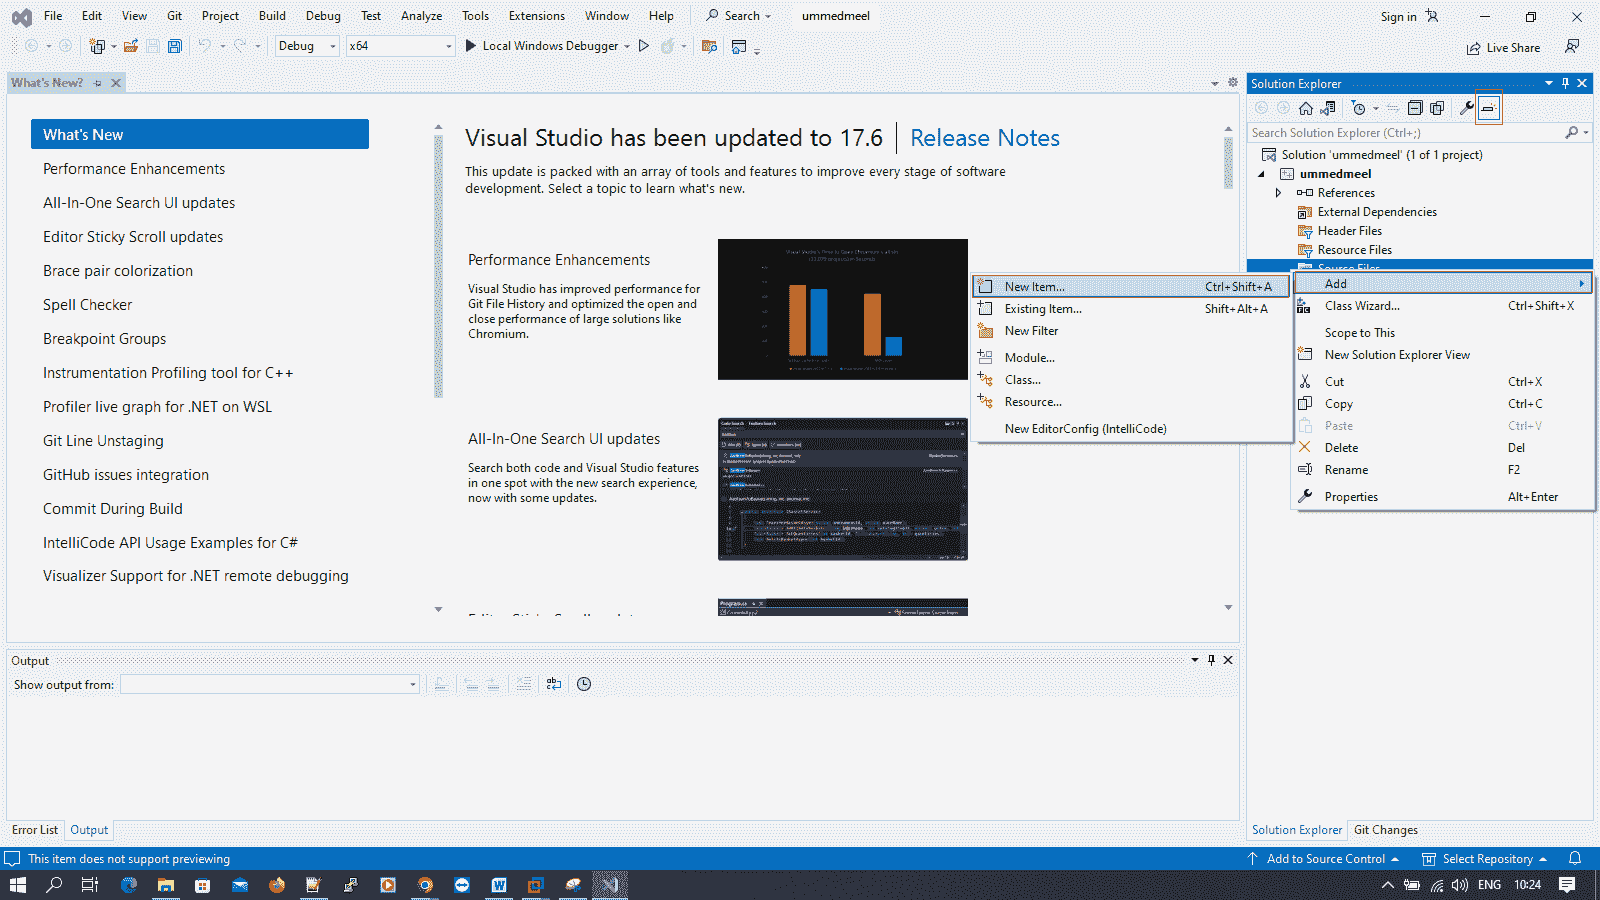 File Edit View Git Project Build Debug Test Analyze Tools Extensions Window Help Search ummedmeel Sign in
Debug x64 Local Windows Debugger Live Share
What's New?
What's New
Performance Enhancements
All-In-One Search UI updates
Editor Sticky Scroll updates
Brace pair colorization
Spell Checker
Breakpoint Groups
Instrumentation Profiling tool for C++
Profiler live graph for .NET on WSL
Git Line Unstaging
GitHub issues integration
Commit During Build
IntelliCode API Usage Examples for C#
Visualizer Support for .NET remote debugging
Visual Studio has been updated to 17.6 Release Notes
This update is packed with an array of tools and features to improve every stage of software
development. Select a topic to learn what's new.
Performance Enhancements
Visual Studio has improved performance for
Git File History and optimized the open and
close performance of large solutions like
Chromium.
All-In-One Search UI updates
Search both code and Visual Studio features
in one spot with the new search experience,
now with some updates.
Solution Explorer
Search Solution Explorer (Ctrl+;)
Solution 'ummedmeel' (1 of 1 project)
ummedmeel
References
External Dependencies
Header Files
Resource Files
Source Files
New Item... Ctrl+Shift+A
Existing Item... Shift+Alt+A
New Filter
Module...
Class...
Resource...
New EditorConfig (IntelliCode)
Add
Class Wizard... Ctrl+Shift+X
Scope to This
New Solution Explorer View
Cut Ctrl+X
Copy Ctrl+C
Paste Ctrl+V
Delete Del
Rename F2
Properties Alt+Enter
Output
Show output from:
Error List Output
Solution Explorer Git Changes
This item does not support previewing Add to Source Control Select Repository
ENG 10:24